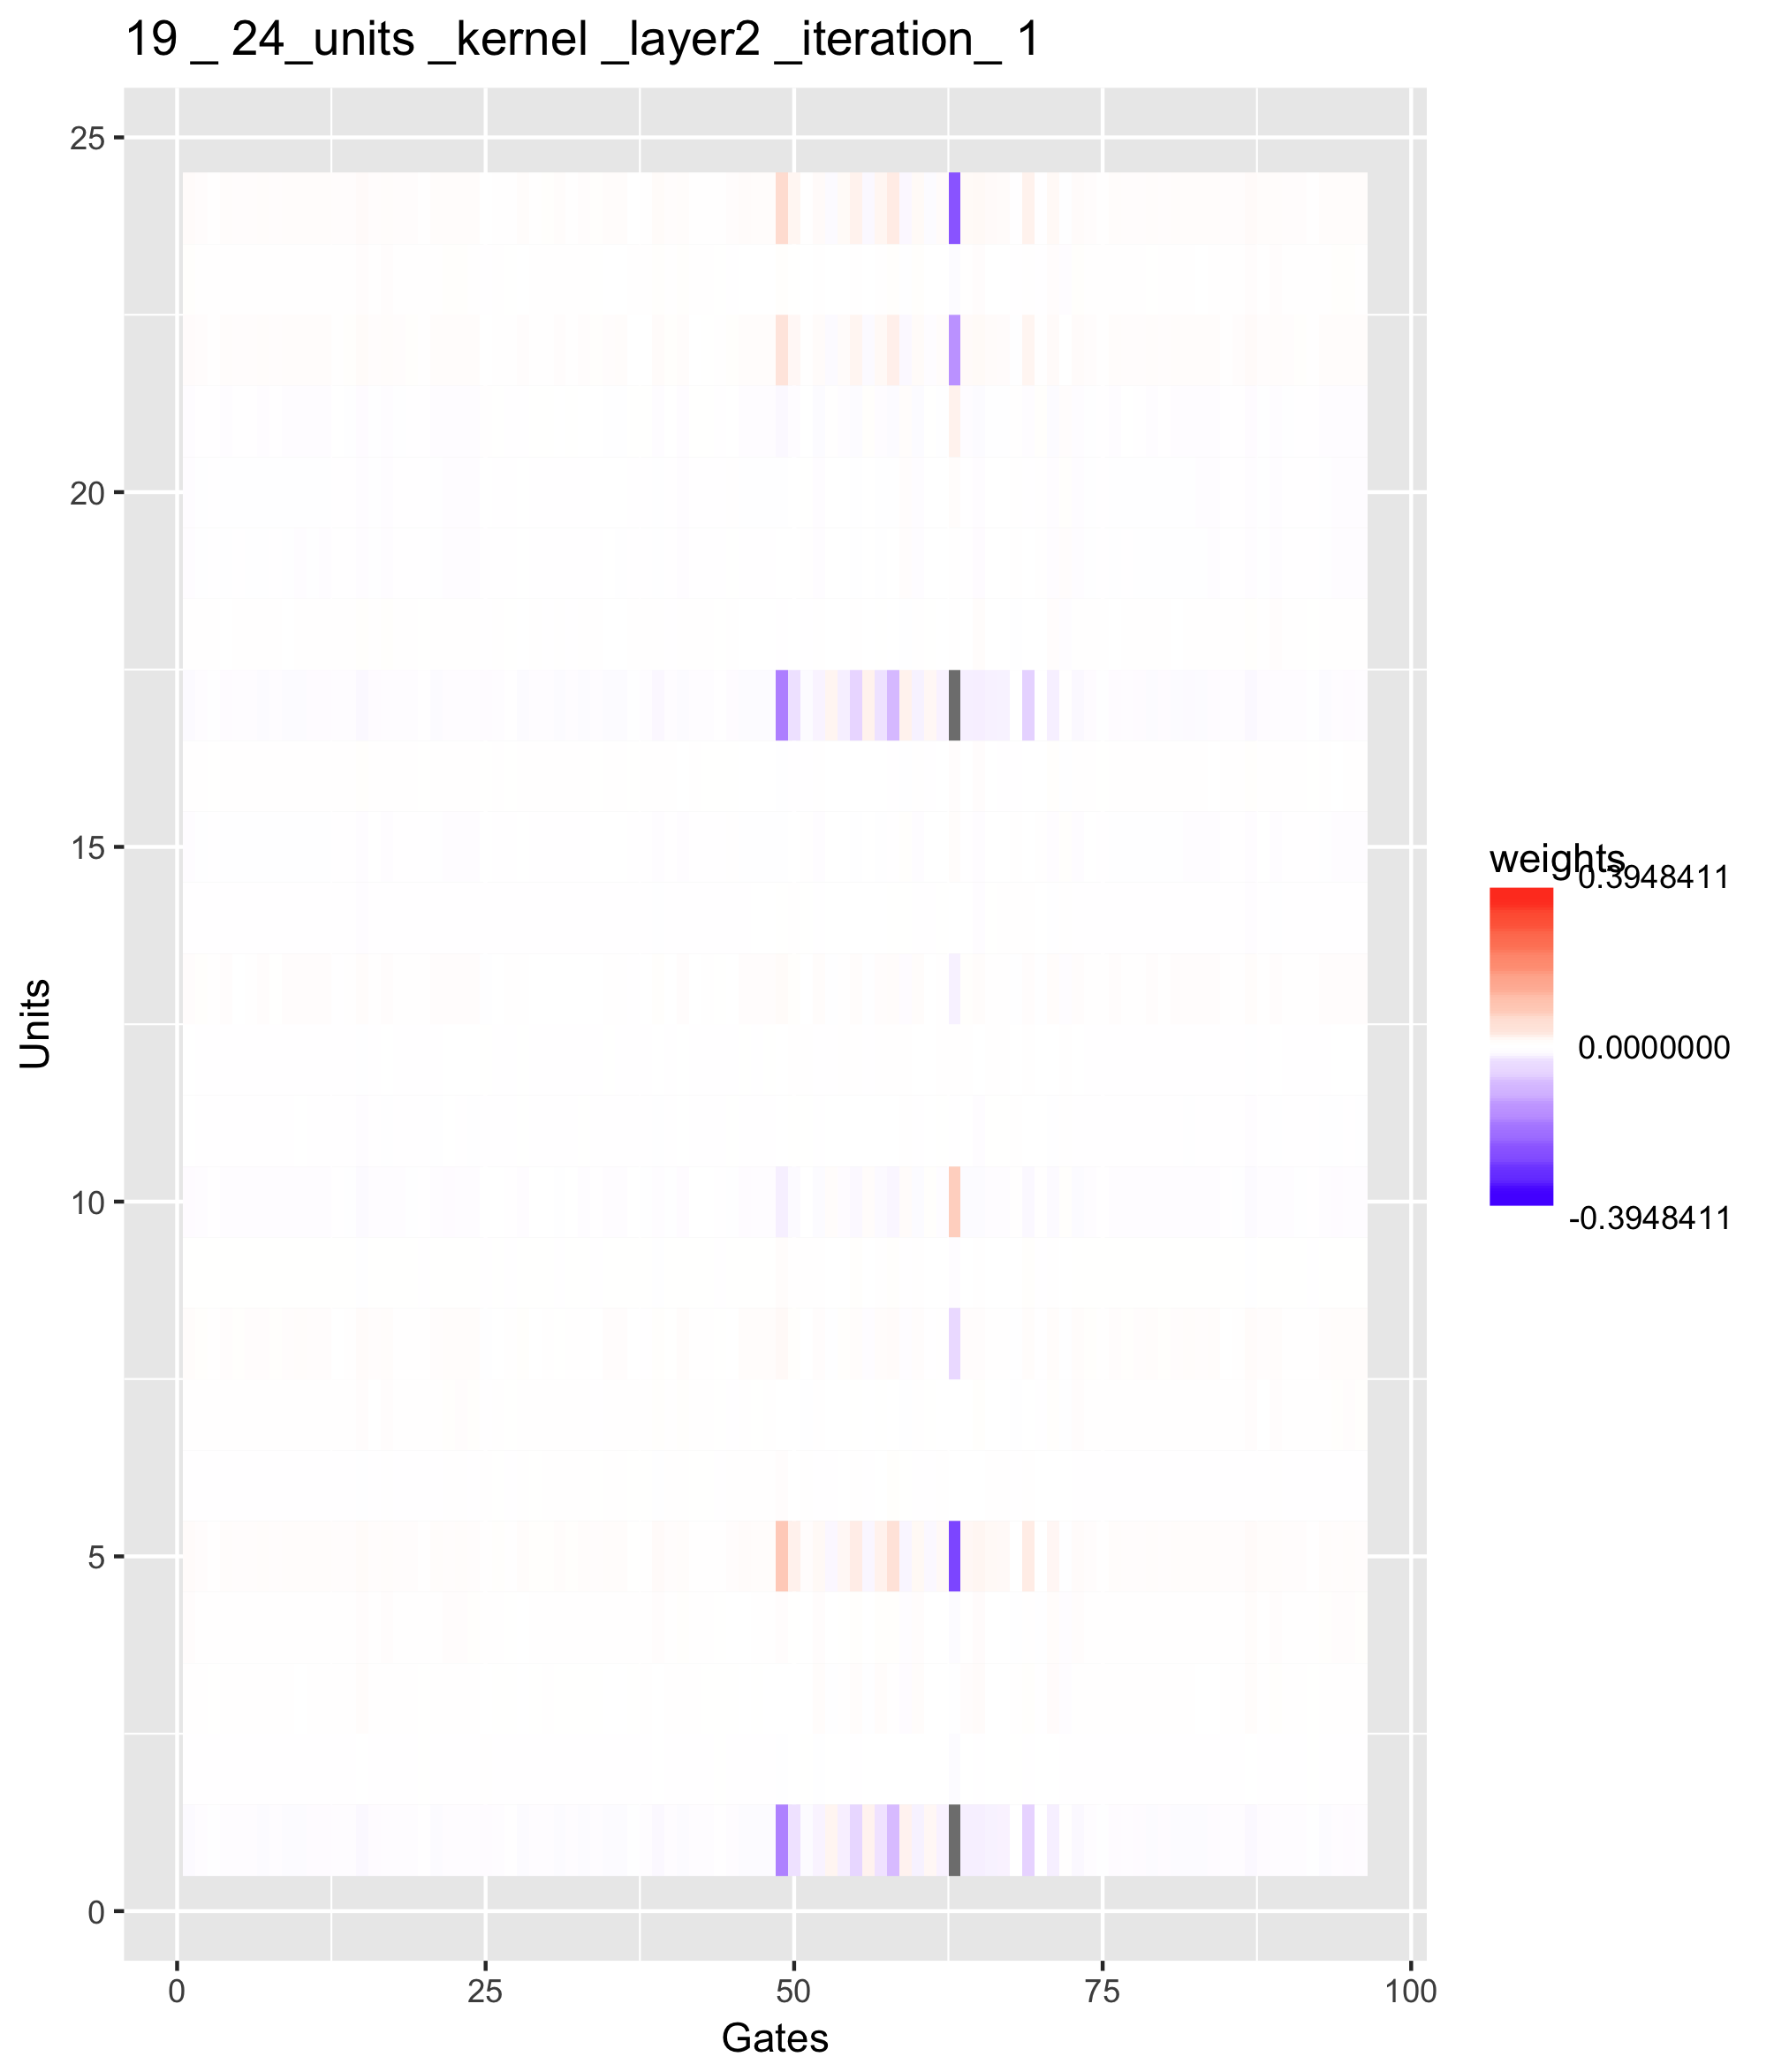 19 _ 24_units _kernel _layer2 _iteration_ 1
25
20
15
10
5
0
Units
0 25 50 75 100
Gates
weights
0.3948411
0.0000000
-0.3948411